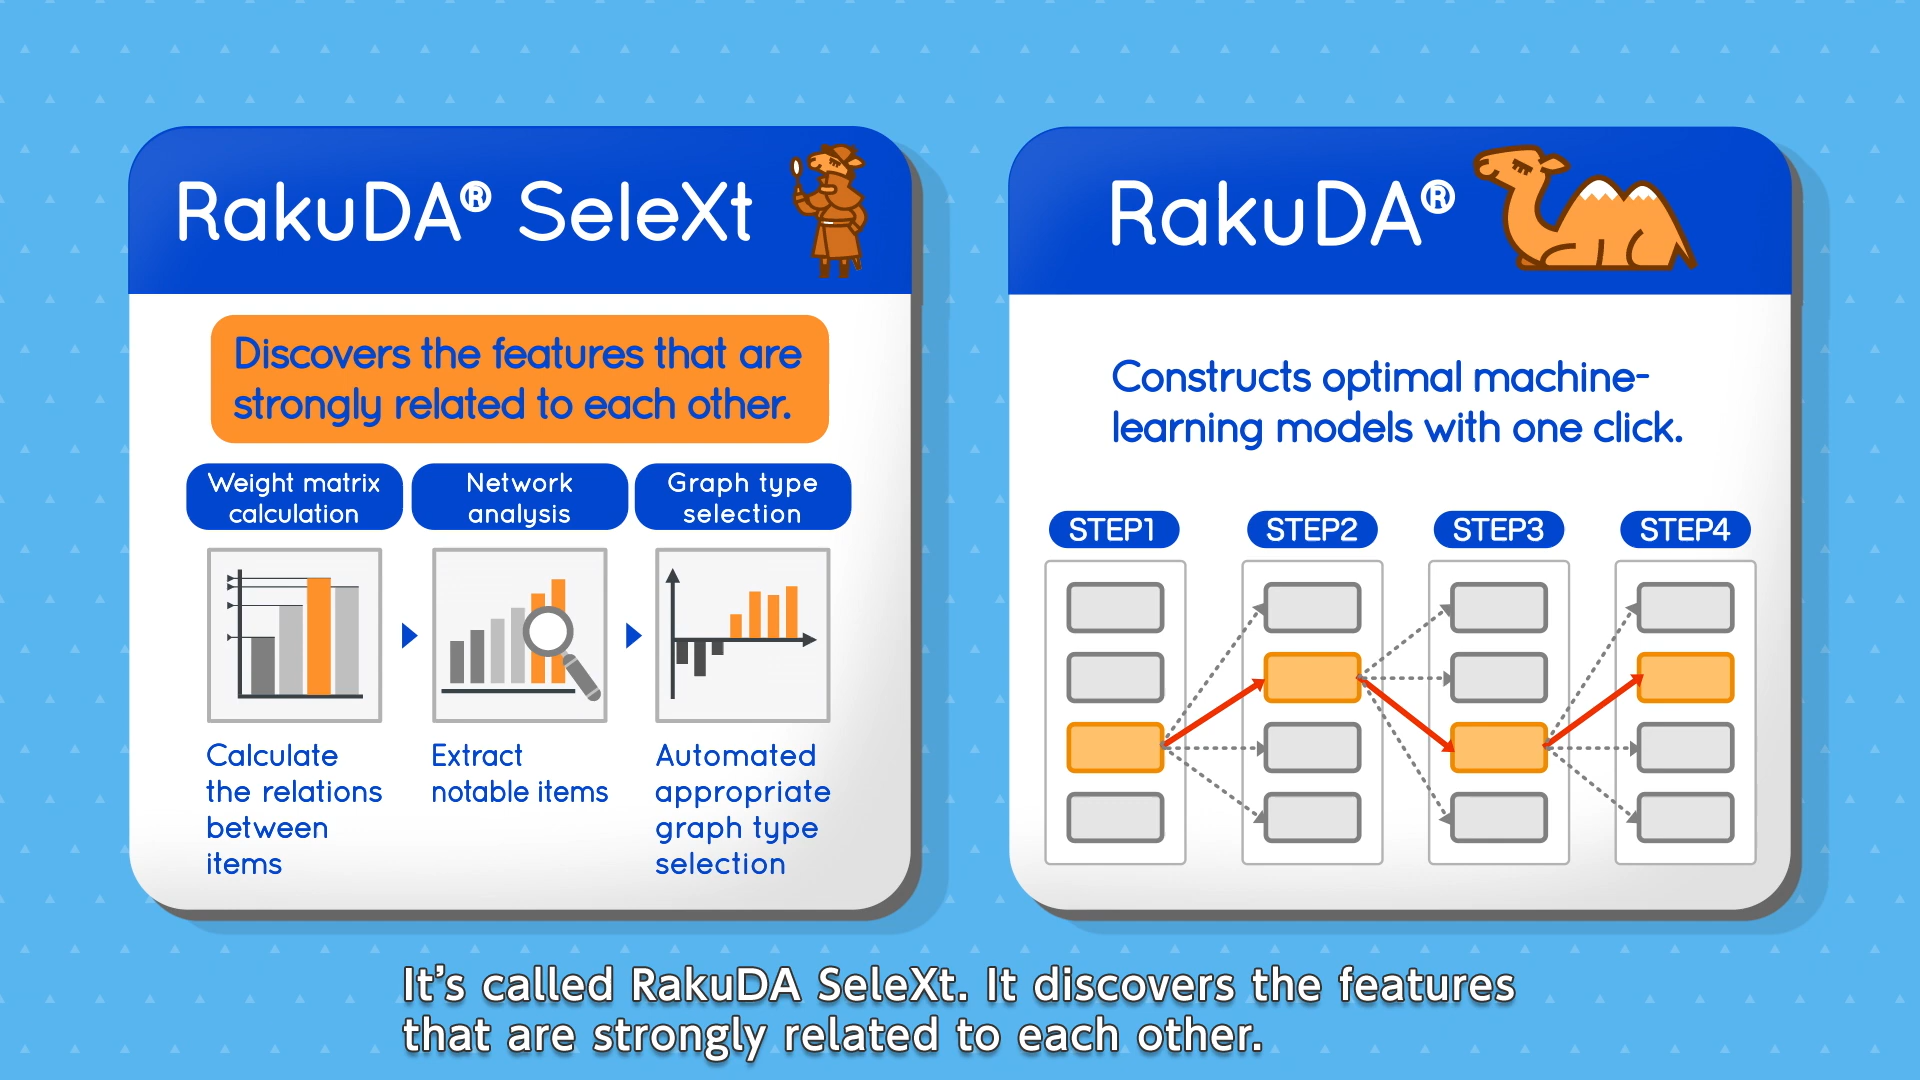 RakuDA® SeleXt
Discovers the features that are
strongly related to each other.
Weight matrix
calculation
Network
analysis
Graph type
selection
Calculate
the relations
between
items
Extract
notable items
Automated
appropriate
graph type
selection
RakuDA®
Constructs optimal machine-
learning models with one click.
STEP1
STEP2
STEP3
STEP4
It's called RakuDA SeleXt. It discovers the features
that are strongly related to each other.